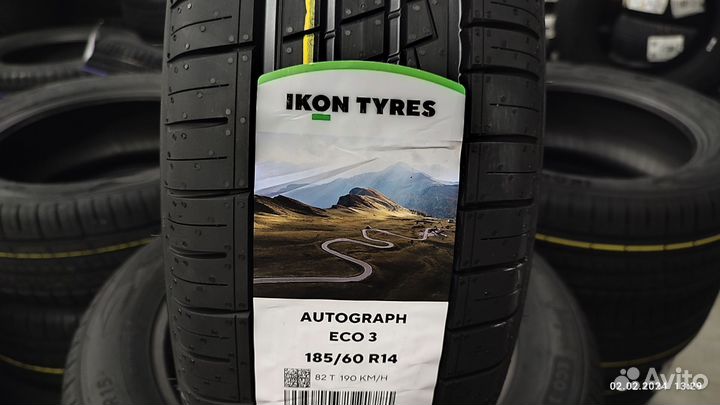 IKON TYRES
AUTOGRAPH
ECO 3
185/60 R14
82 T 190 KM/H
Avito
02.02.2024 13:29